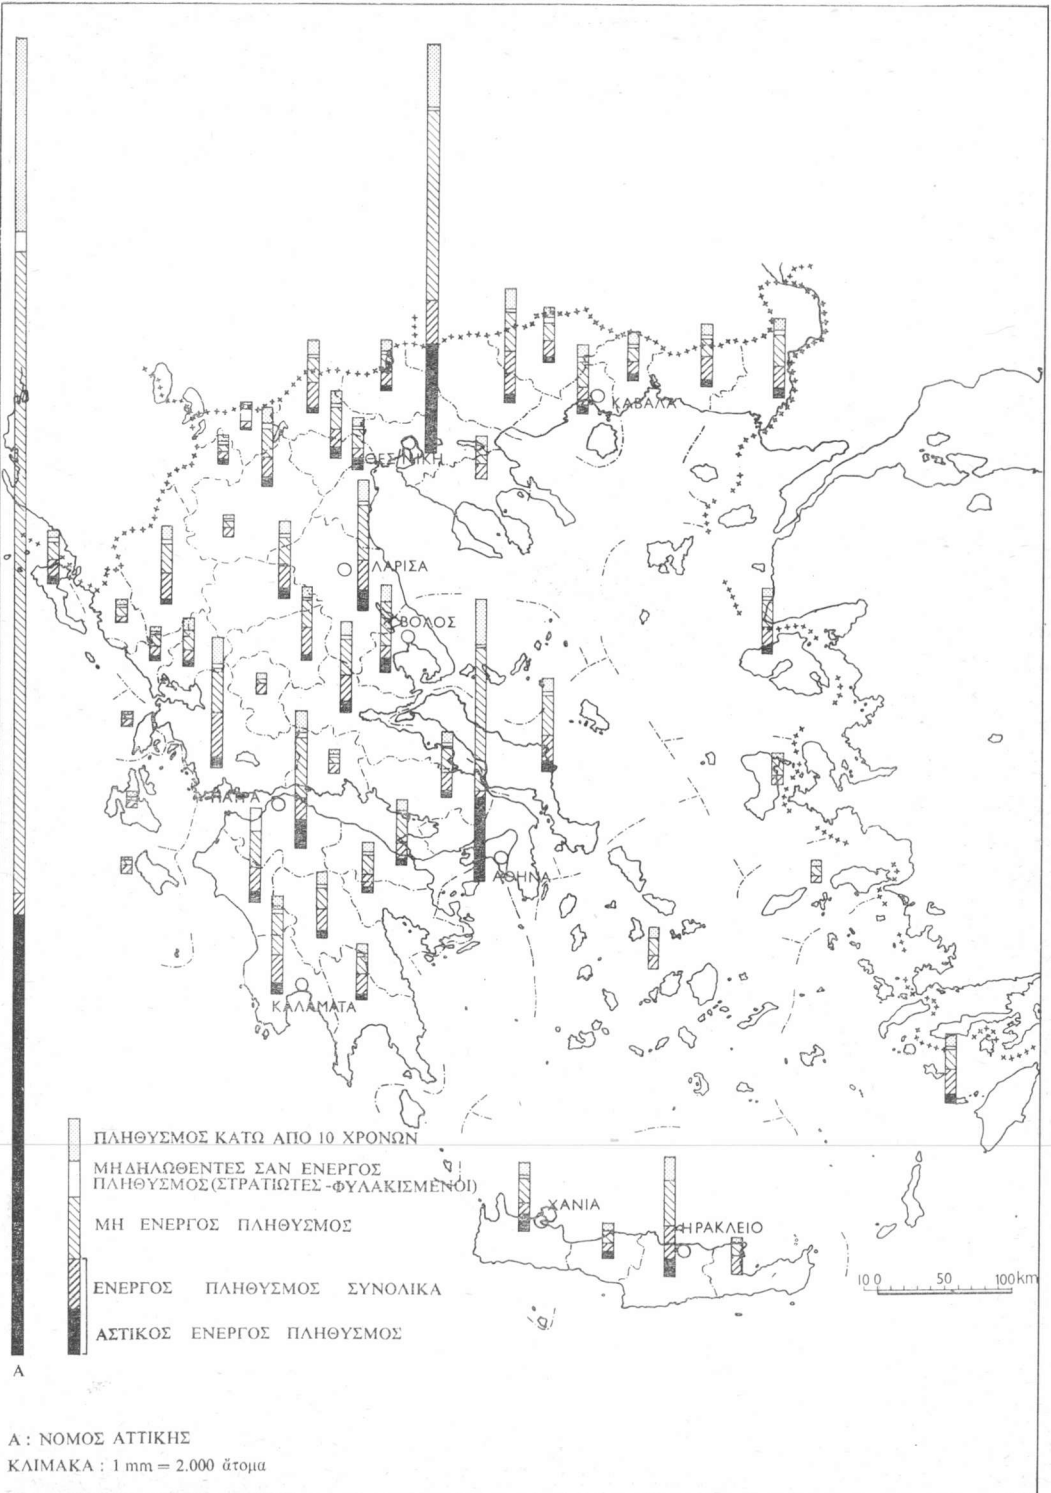 ΚΑΒΑΛΑ
ΘΕΣ/ΝΙΚΗ
ΛΑΡΙΣΑ
ΒΟΛΟΣ
ΠΑΤΡΑ
ΑΘΗΝΑ
ΚΑΛΑΜΑΤΑ
ΠΛΗΘΥΣΜΟΣ ΚΑΤΩ ΑΠΟ 10 ΧΡΟΝΩΝ
ΜΗ ΔΗΛΩΘΕΝΤΕΣ ΣΑΝ ΕΝΕΡΓΟΣ
ΠΛΗΘΥΣΜΟΣ (ΣΤΡΑΤΙΩΤΕΣ-ΦΥΛΑΚΙΣΜΕΝΟΙ)
ΧΑΝΙΑ
ΜΗ ΕΝΕΡΓΟΣ ΠΛΗΘΥΣΜΟΣ
ΗΡΑΚΛΕΙΟ
ΕΝΕΡΓΟΣ ΠΛΗΘΥΣΜΟΣ ΣΥΝΟΛΙΚΑ
10 0 50 100km
ΑΣΤΙΚΟΣ ΕΝΕΡΓΟΣ ΠΛΗΘΥΣΜΟΣ
Α
Α : ΝΟΜΟΣ ΑΤΤΙΚΗΣ
ΚΛΙΜΑΚΑ : 1 mm = 2.000 ἄτομα